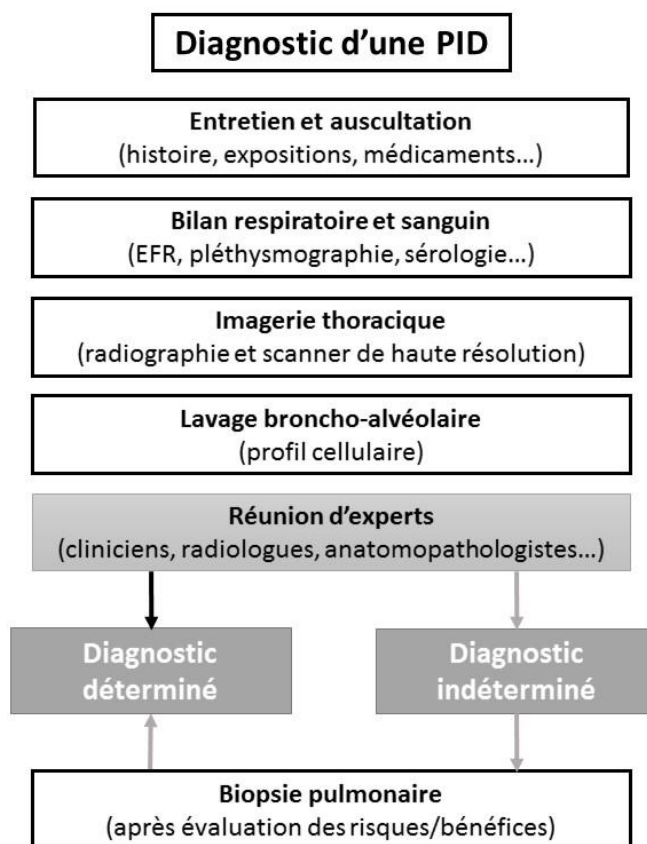 Diagnostic d’une PID
Entretien et auscultation
(histoire, expositions, médicaments…)
Bilan respiratoire et sanguin
(EFR, pléthysmographie, sérologie…)
Imagerie thoracique
(radiographie et scanner de haute résolution)
Lavage broncho-alvéolaire
(profil cellulaire)
Réunion d’experts
(cliniciens, radiologues, anatomopathologistes…)
Diagnostic
déterminé
Diagnostic
indéterminé
Biopsie pulmonaire
(après évaluation des risques/bénéfices)